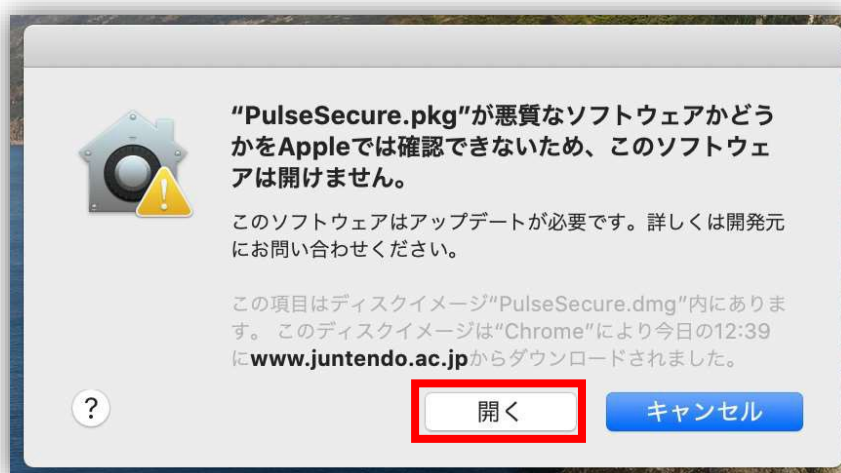 “PulseSecure.pkg”が悪質なソフトウェアかどう
かをAppleでは確認できないため、このソフトウェ
アは開けません。
このソフトウェアはアップデートが必要です。詳しくは開発元
にお問い合わせください。
この項目はディスクイメージ“PulseSecure.dmg”内にありま
す。 このディスクイメージは“Chrome”により今日の12:39
にwww.juntendo.ac.jpからダウンロードされました。
?
開く
キャンセル